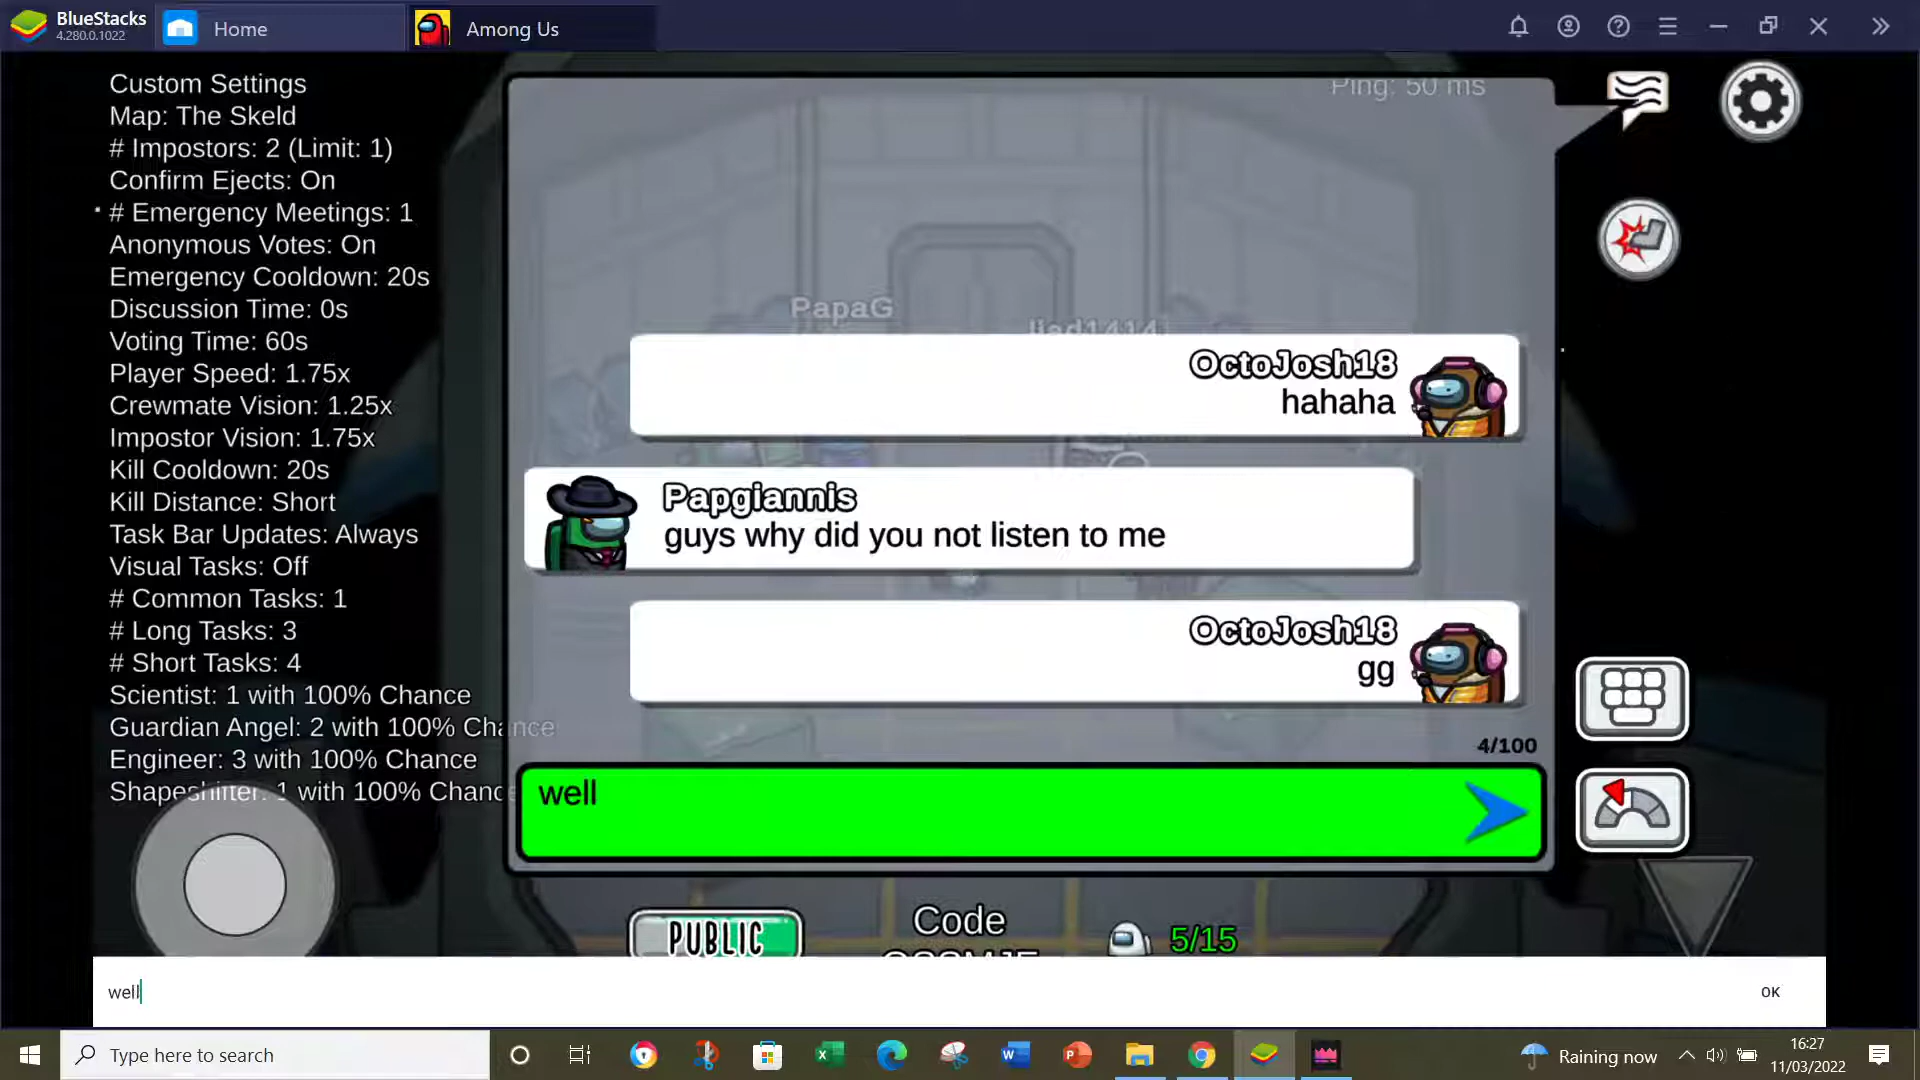 BlueStacks
4.280.0.1022
Home
Among Us
Custom Settings
Map: The Skeld
# Impostors: 2 (Limit: 1)
Confirm Ejects: On
# Emergency Meetings: 1
Anonymous Votes: On
Emergency Cooldown: 20s
Discussion Time: 0s
Voting Time: 60s
Player Speed: 1.75x
Crewmate Vision: 1.25x
Impostor Vision: 1.75x
Kill Cooldown: 20s
Kill Distance: Short
Task Bar Updates: Always
Visual Tasks: Off
# Common Tasks: 1
# Long Tasks: 3
# Short Tasks: 4
Scientist: 1 with 100% Chance
Guardian Angel: 2 with 100% Chance
Engineer: 3 with 100% Chance
Shapeshifter: 1 with 100% Chanc
Ping: 50 ms
PapaG
OctoJosh18
hahaha
Papgiannis
guys why did you not listen to me
OctoJosh18
gg
4/100
well
PUBLIC
Code
5/15
well
OK
Type here to search
Raining now
16:27
11/03/2022